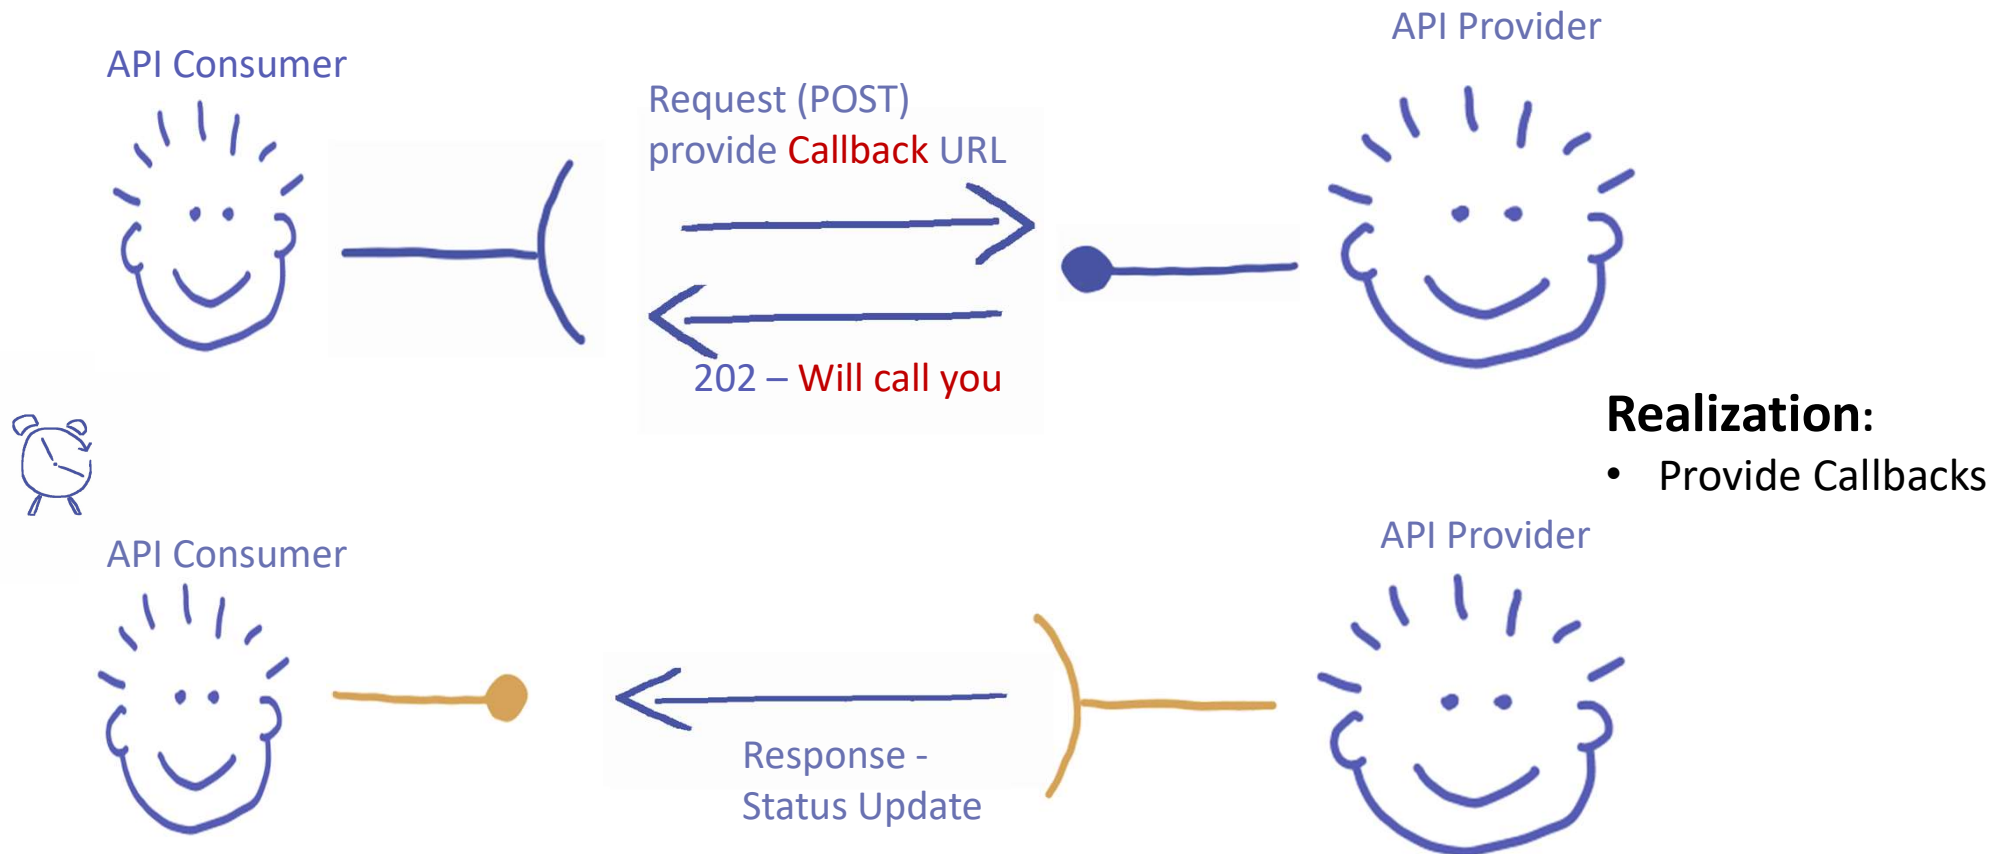 API Consumer
API Provider
Request (POST)
provide Callback URL
202 – Will call you
Realization:
• Provide Callbacks
API Consumer
API Provider
Response -
Status Update